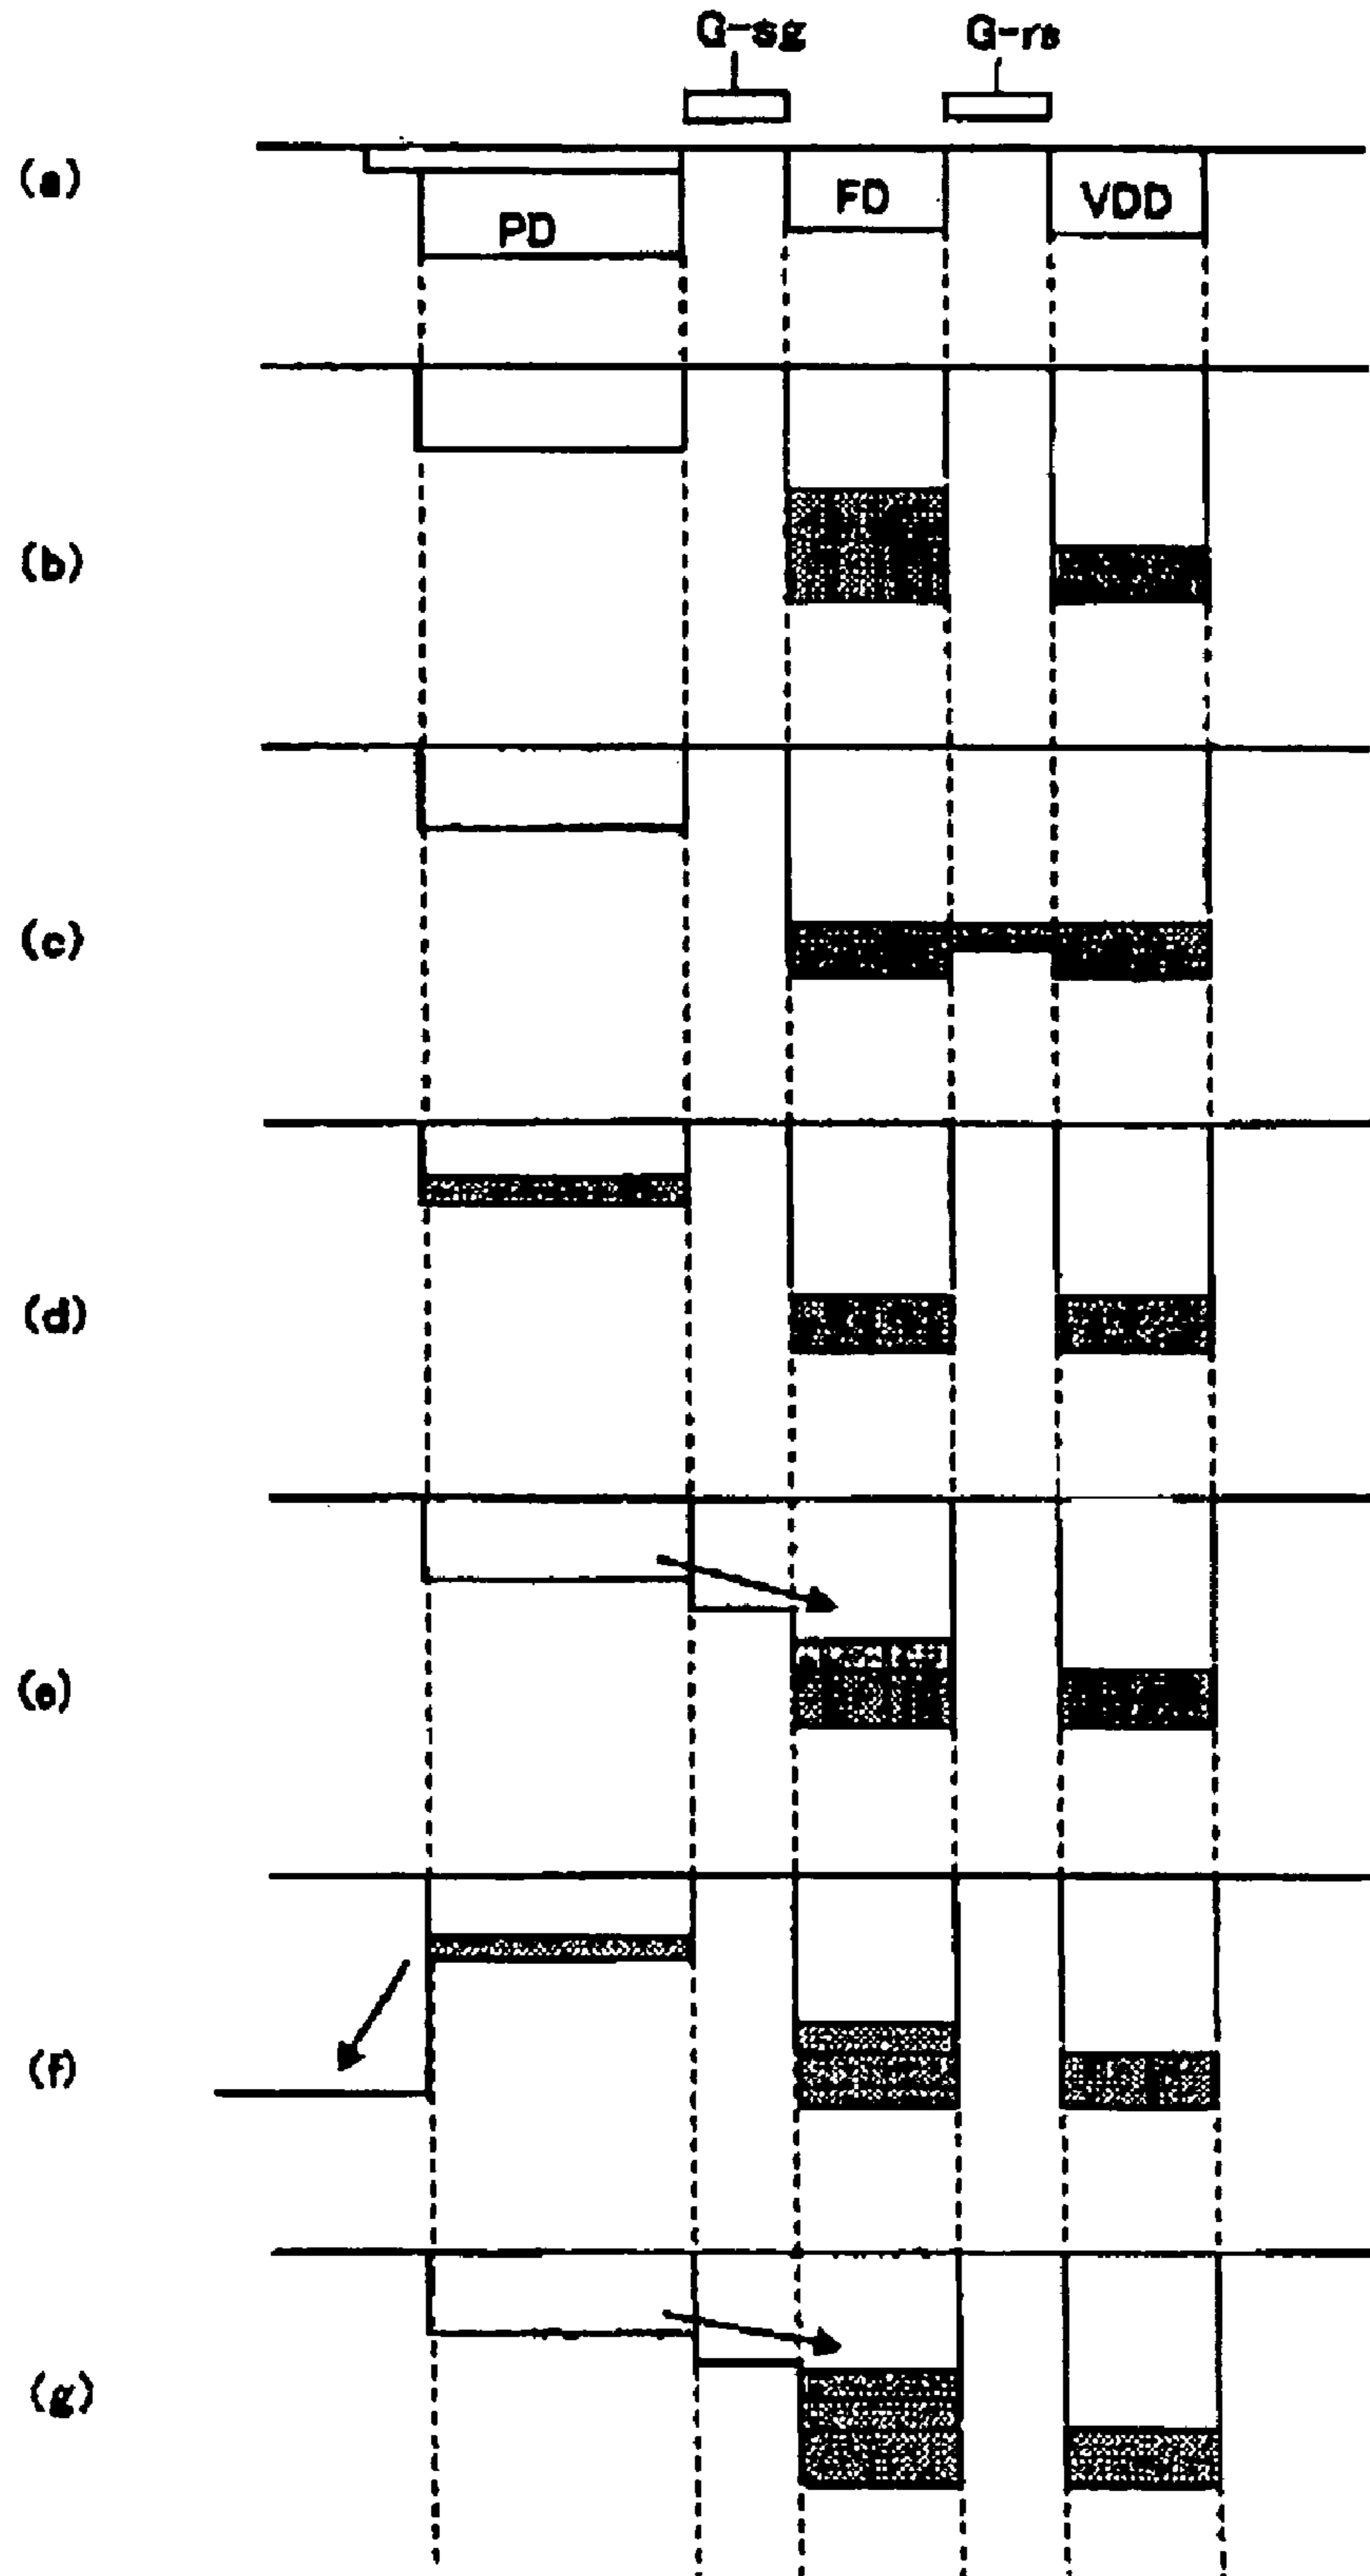 G-sg G-rs
(a) PD FD VDD
(b)
(c)
(d)
(e)
(f)
(g)